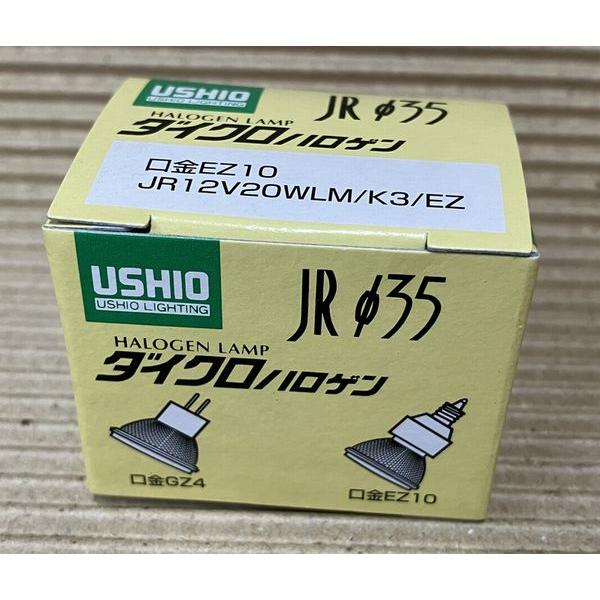 USHIO
USHIO LIGHTING
JR φ35
HALOGEN LAMP
ダイクロハロゲン
口金EZ10
JR12V20WLM/K3/EZ
USHIO
USHIO LIGHTING
JR φ35
HALOGEN LAMP
ダイクロハロゲン
口金GZ4
口金EZ10